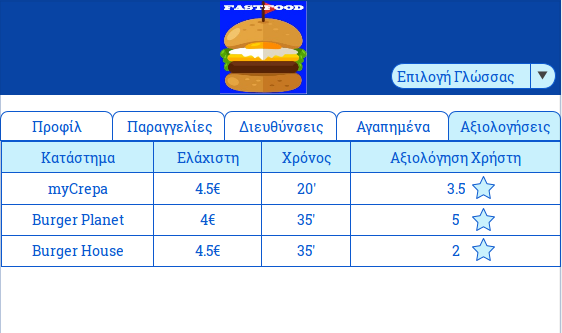 FASTFOOD
Επιλογή Γλώσσας
Προφίλ Παραγγελίες Διευθύνσεις Αγαπημένα Αξιολογήσεις
Κατάστημα Ελάχιστη Χρόνος Αξιολόγηση Χρήστη
myCrepa 4.5€ 20' 3.5
Burger Planet 4€ 35' 5
Burger House 4.5€ 35' 2